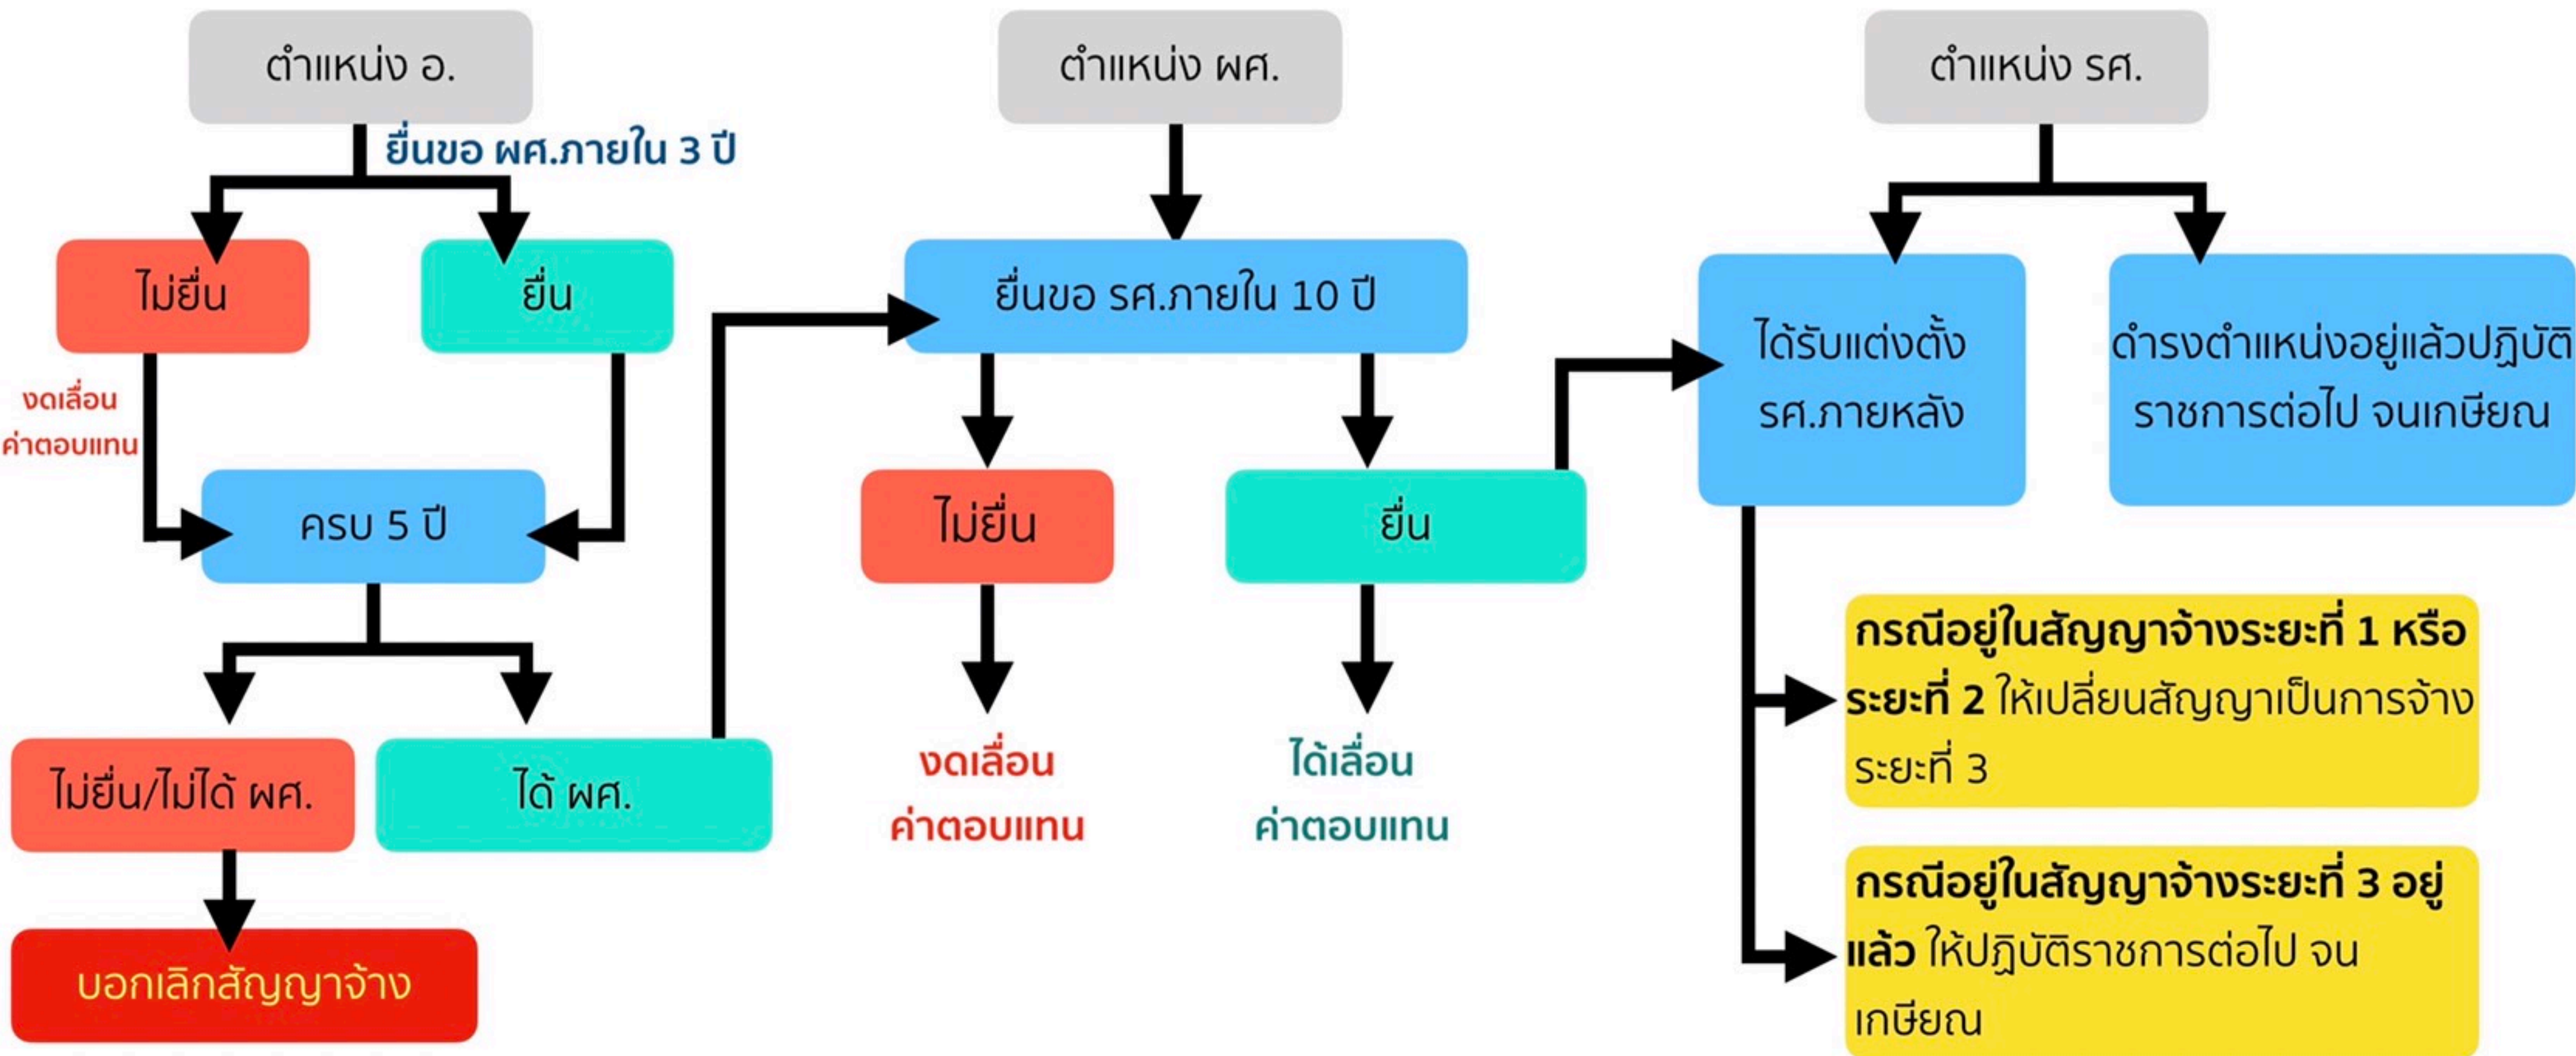 ตำแหน่ง อ.
ยื่นขอ ผศ.ภายใน 3 ปี
ไม่ยื่น
ยื่น
งดเลื่อน
ค่าตอบแทน
ครบ 5 ปี
ไม่ยื่น/ไม่ได้ ผศ.
ได้ ผศ.
บอกเลิกสัญญาจ้าง
ตำแหน่ง ผศ.
ยื่นขอ รศ.ภายใน 10 ปี
ไม่ยื่น
ยื่น
งดเลื่อน
ค่าตอบแทน
ได้เลื่อน
ค่าตอบแทน
ตำแหน่ง รศ.
ได้รับแต่งตั้ง
รศ.ภายหลัง
ดำรงตำแหน่งอยู่แล้วปฏิบัติ
ราชการต่อไป จนเกษียณ
กรณีอยู่ในสัญญาจ้างระยะที่ 1 หรือ
ระยะที่ 2 ให้เปลี่ยนสัญญาเป็นการจ้าง
ระยะที่ 3
กรณีอยู่ในสัญญาจ้างระยะที่ 3 อยู่
แล้ว ให้ปฏิบัติราชการต่อไป จน
เกษียณ